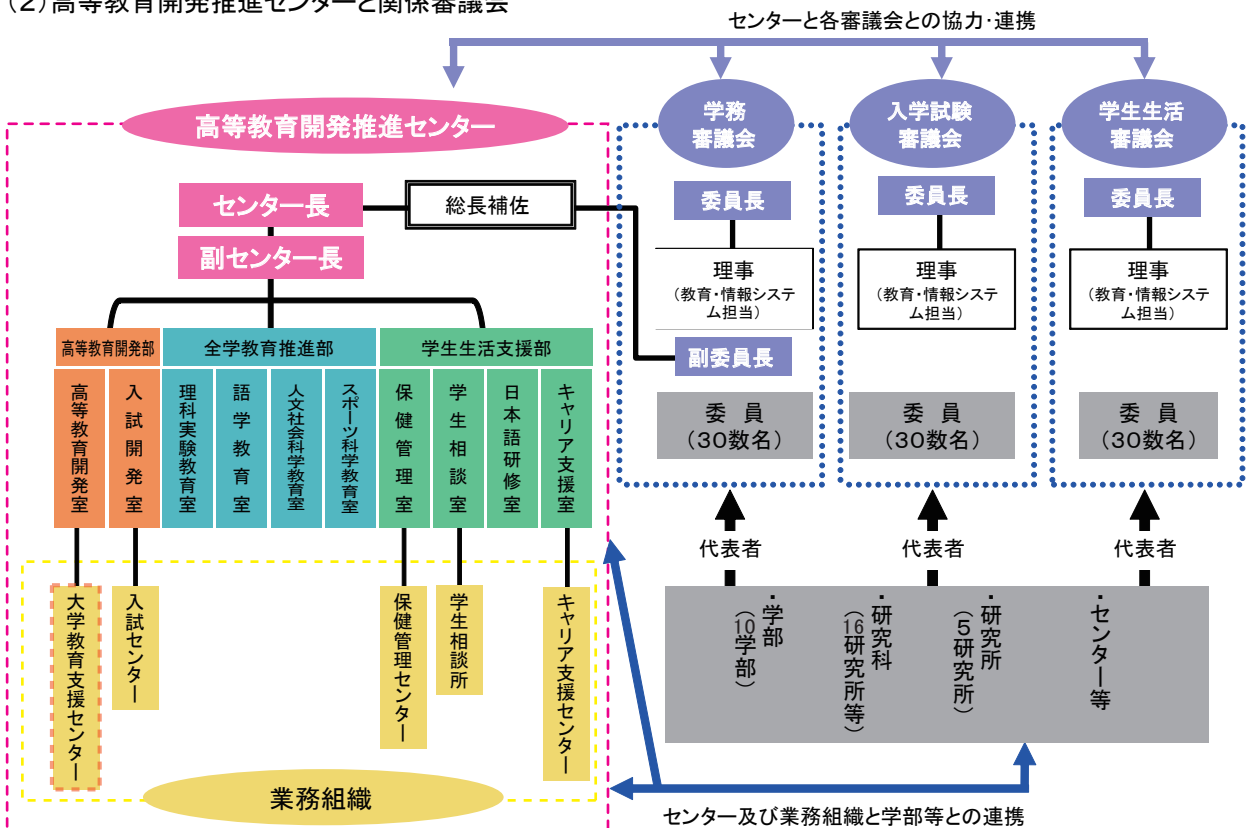 (2)高等教育開発推進センターと関係審議会
センターと各審議会との協力・連携
高等教育開発推進センター
センター長
総長補佐
副センター長
高等教育開発部
全学教育推進部
学生生活支援部
高等教育開発室
入試開発室
理科実験教育室
語学教育室
人文社会科学教育室
スポーツ科学教育室
保健管理室
学生相談室
日本語研修室
キャリア支援室
大学教育支援センター
入試センター
保健管理センター
学生相談所
キャリア支援センター
業務組織
学務
審議会
委員長
理事
(教育・情報システ
ム担当)
副委員長
委 員
(30数名)
入学試験
審議会
委員長
理事
(教育・情報システ
ム担当)
委 員
(30数名)
学生生活
審議会
委員長
理事
(教育・情報システ
ム担当)
委 員
(30数名)
代表者
代表者
代表者
・学部
(10学部)
・研究科
(16研究所等)
・研究所
(5研究所)
・センター等
センター及び業務組織と学部等との連携